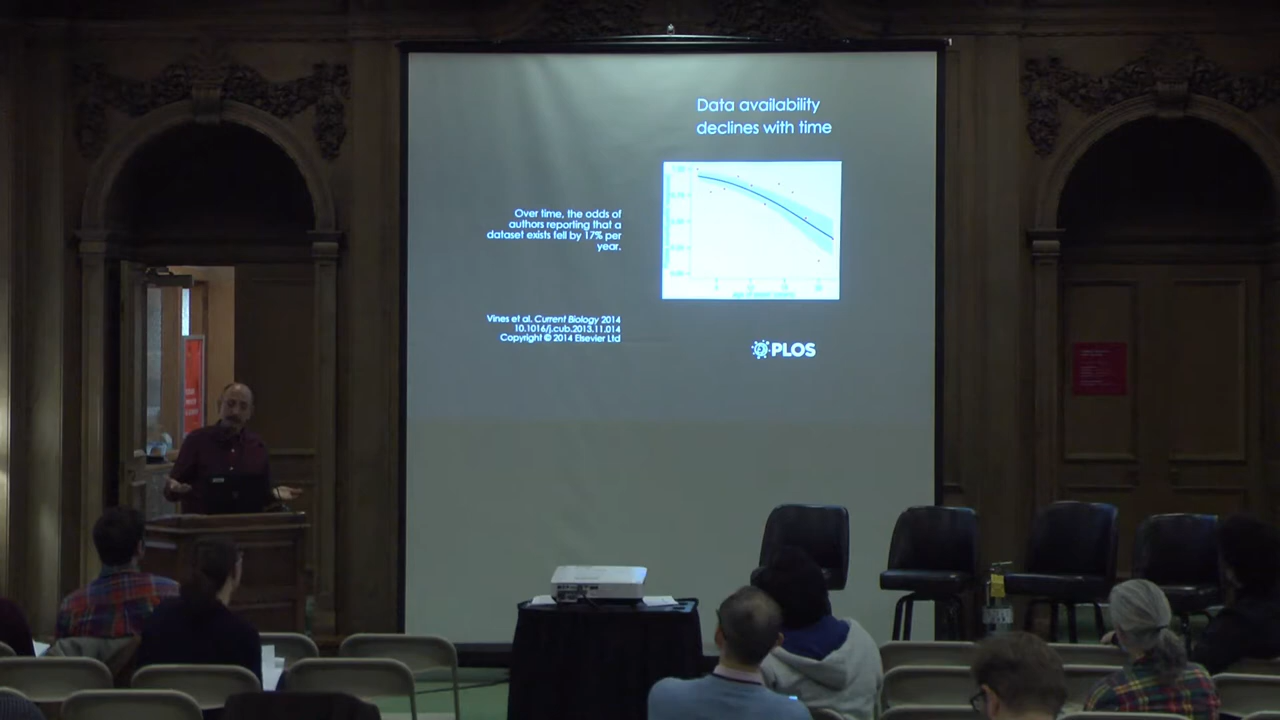 Data availability
declines with time
Over time, the odds of
authors reporting that a
dataset exists fell by 17% per
year.
Vines et al. Current Biology 2014
10.1016/j.cub.2013.11.014
Copyright © 2014 Elsevier Ltd
PLOS